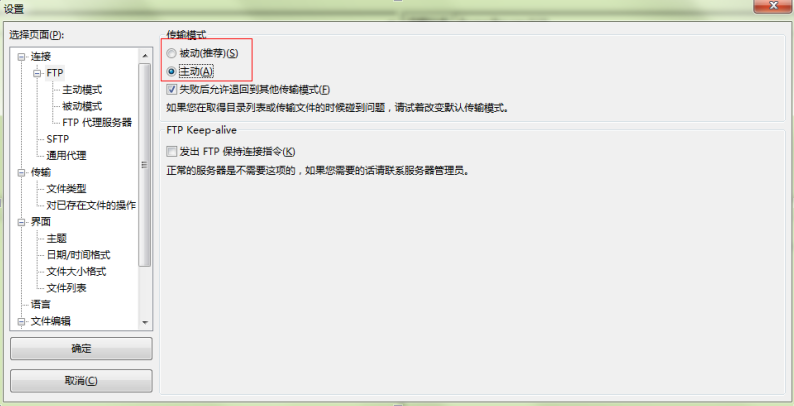 设置
选择页面(P):
连接
FTP
主动模式
被动模式
FTP 代理服务器
SFTP
通用代理
传输
文件类型
对已存在文件的操作
界面
主题
日期/时间格式
文件大小格式
文件列表
语言
文件编辑
确定
取消(C)
传输模式
被动(推荐)(S)
主动(A)
失败后允许退回到其他传输模式(F)
如果您在取得目录列表或传输文件的时候碰到问题，请试着改变默认传输模式。
FTP Keep-alive
发出 FTP 保持连接指令(K)
正常的服务器是不需要这项的，如果您需要的话请联系服务器管理员。